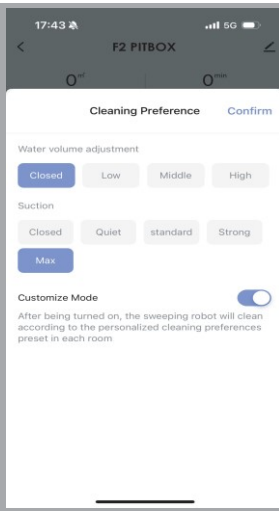 17:43 5G
F2 PITBOX
0 m² 0 min
Cleaning Preference Confirm
Water volume adjustment
Closed Low Middle High
Suction
Closed Quiet standard Strong
Max
Customize Mode
After being turned on, the sweeping robot will clean
according to the personalized cleaning preferences
preset in each room